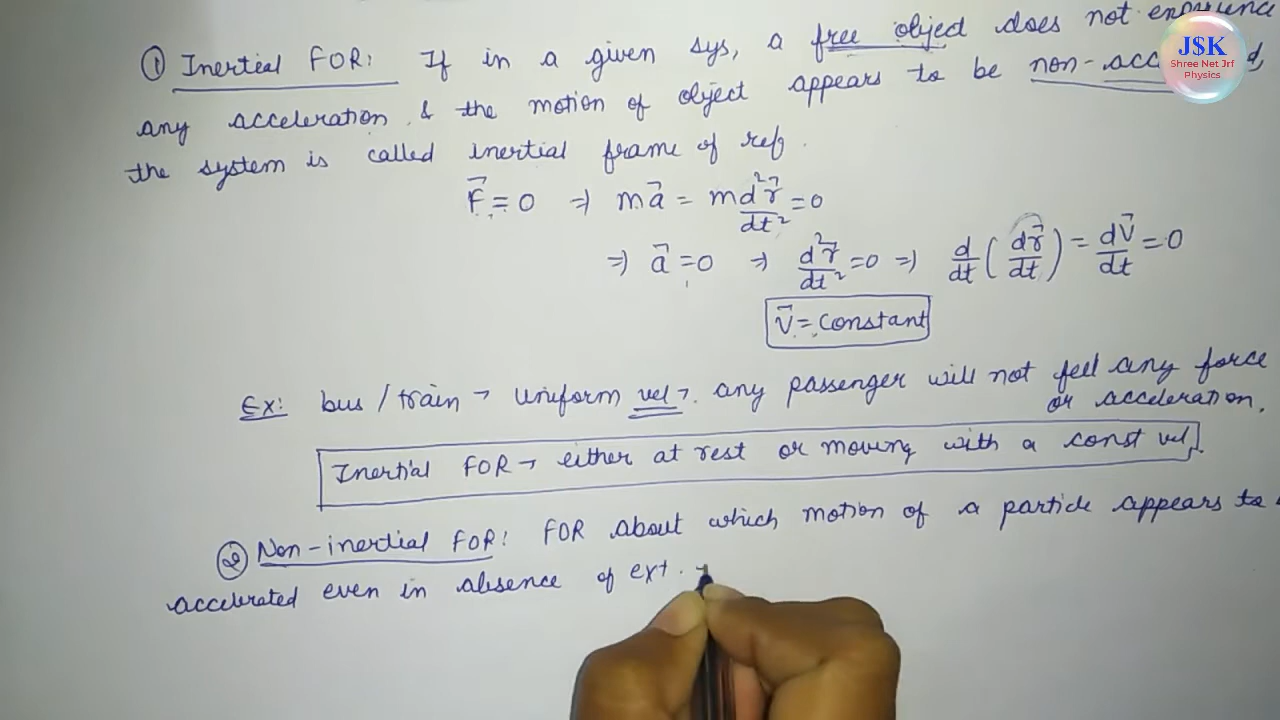 ① Inertial FOR: If in a given sys, a free object does not experience
any acceleration & the motion of object appears to be non-acc d,
the system is called inertial frame of ref.
F⃗ = 0 ⇒ ma⃗ = m d²r⃗/dt² = 0
⇒ a⃗ = 0 ⇒ d²r⃗/dt² = 0 ⇒ d/dt (dr⃗/dt) = dv⃗/dt = 0
v⃗ = Constant
Ex: bus / train → Uniform vel →. any passenger will not feel any force
or acceleration.
Inertial FOR → either at rest or moving with a const vel.
② Non-inertial FOR: FOR about which motion of a particle appears to
accelerated even in absence of ext.
JSK
Shree Net Jrf
Physics